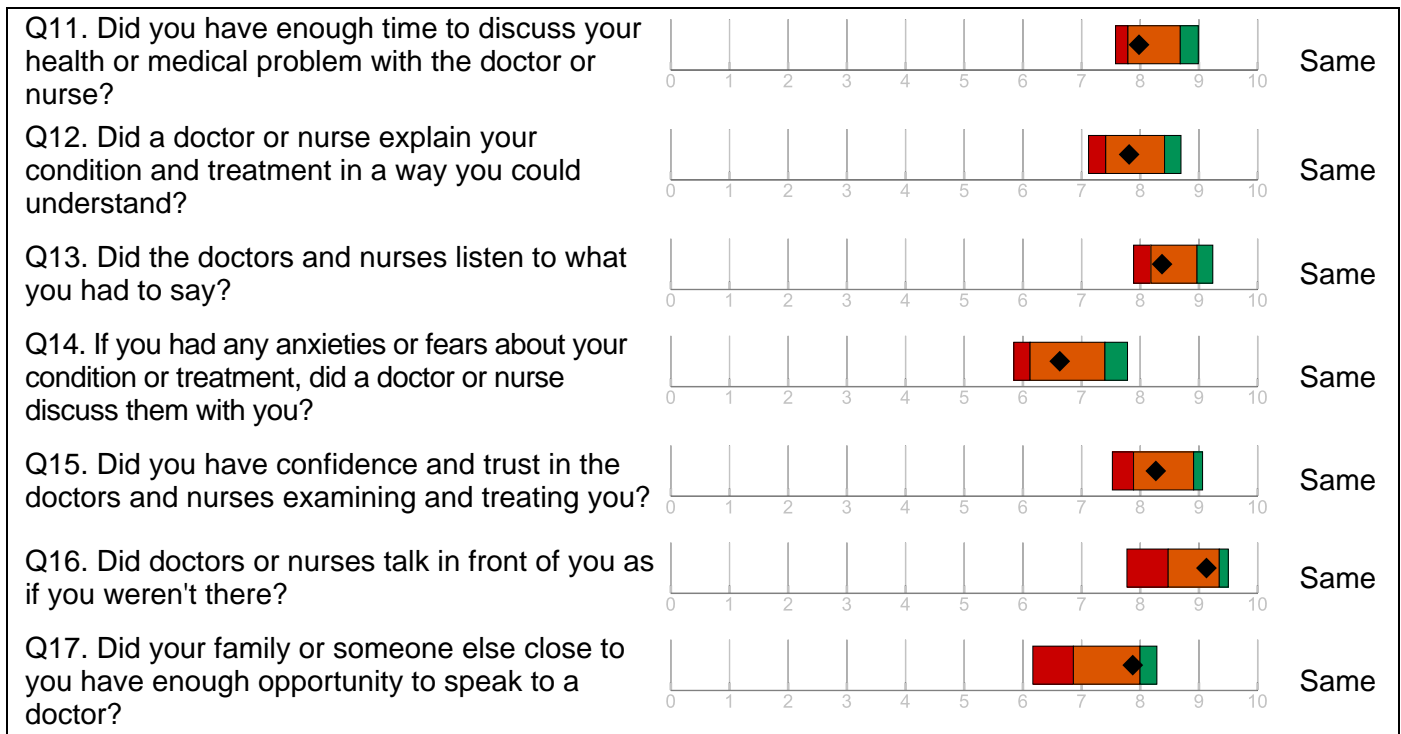 Q11. Did you have enough time to discuss your
health or medical problem with the doctor or
nurse?
0 1 2 3 4 5 6 7 8 9 10
Same
Q12. Did a doctor or nurse explain your
condition and treatment in a way you could
understand?
0 1 2 3 4 5 6 7 8 9 10
Same
Q13. Did the doctors and nurses listen to what
you had to say?
0 1 2 3 4 5 6 7 8 9 10
Same
Q14. If you had any anxieties or fears about your
condition or treatment, did a doctor or nurse
discuss them with you?
0 1 2 3 4 5 6 7 8 9 10
Same
Q15. Did you have confidence and trust in the
doctors and nurses examining and treating you?
0 1 2 3 4 5 6 7 8 9 10
Same
Q16. Did doctors or nurses talk in front of you as
if you weren't there?
0 1 2 3 4 5 6 7 8 9 10
Same
Q17. Did your family or someone else close to
you have enough opportunity to speak to a
doctor?
0 1 2 3 4 5 6 7 8 9 10
Same